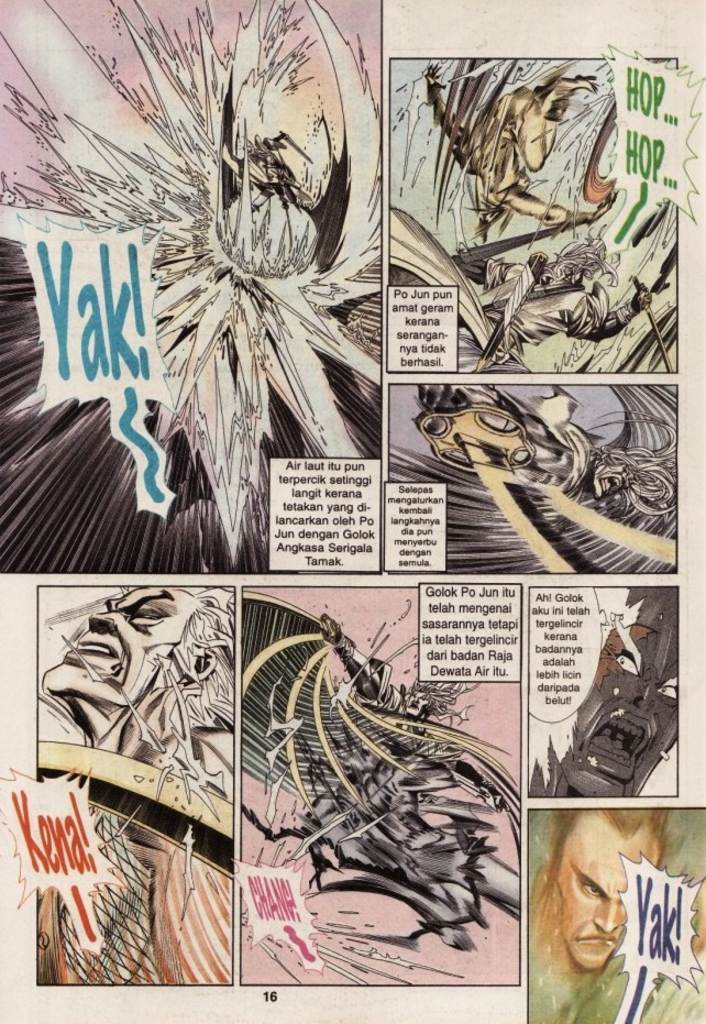 Yak!
Air laut itu pun
terpercik setinggi
langit kerana
tetakan yang di-
lancarkan oleh Po
Jun dengan Golok
Angkasa Serigala
Tamak.
HOP...
HOP...
!
Po Jun pun
amat geram
kerana
serangan-
nya tidak
berhasil.
Selepas
mengaturkan
kembali
langkahnya
dia pun
menyerbu
dengan
semula.
Kena!
!
Golok Po Jun itu
telah mengenai
sasarannya tetapi
ia telah tergelincir
dari badan Raja
Dewata Air itu.
CHANA!
Ah! Golok
aku ini telah
tergelincir
kerana
badannya
adalah
lebih licin
daripada
belut!
Yak!
16